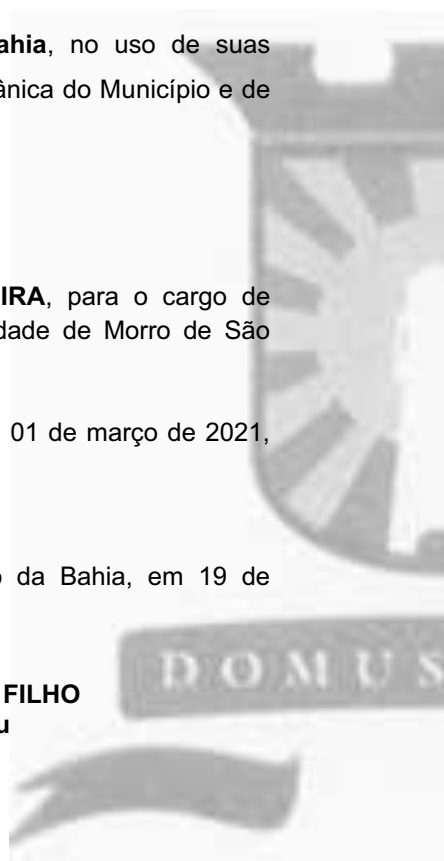 ahia, no uso de suas
ânica do Município e de
IRA, para o cargo de
dade de Morro de São
01 de março de 2021,
o da Bahia, em 19 de
FILHO
u
DOMUS